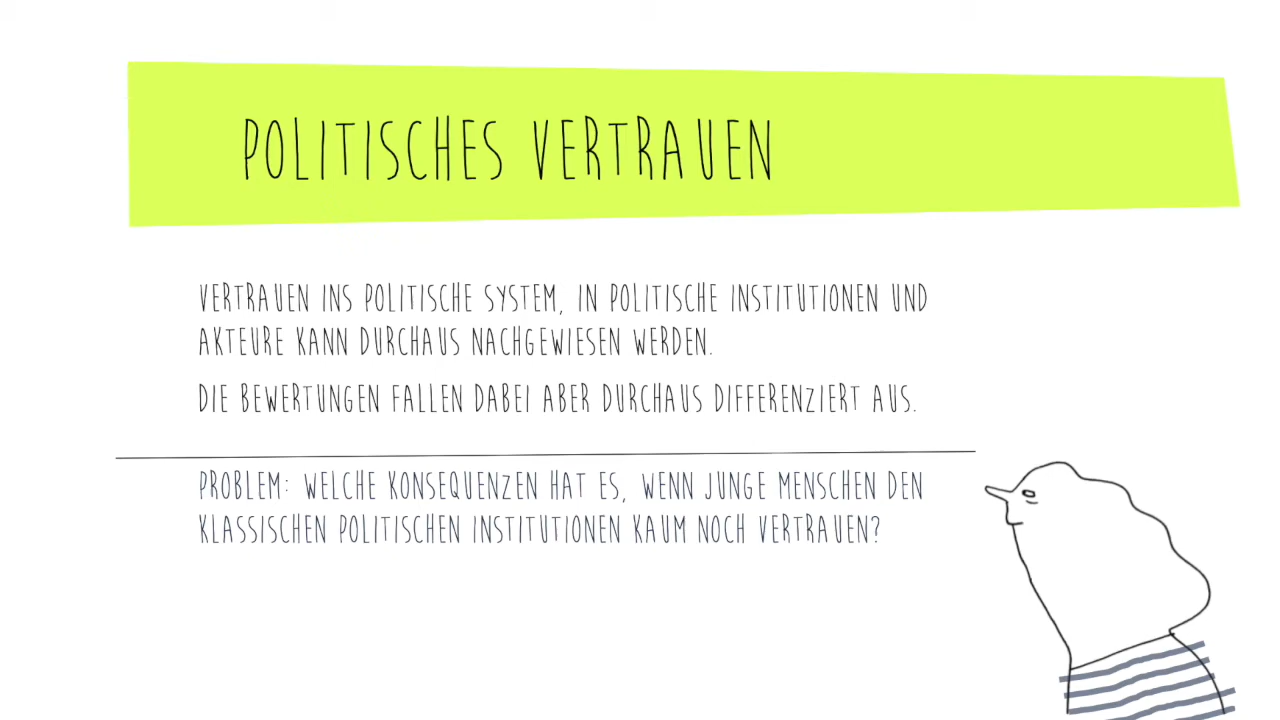 POLITISCHES VERTRAUEN
VERTRAUEN INS POLITISCHE SYSTEM, IN POLITISCHE INSTITUTIONEN UND
AKTEURE KANN DURCHAUS NACHGEWIESEN WERDEN.
DIE BEWERTUNGEN FALLEN DABEI ABER DURCHAUS DIFFERENZIERT AUS.
PROBLEM: WELCHE KONSEQUENZEN HAT ES, WENN JUNGE MENSCHEN DEN
KLASSISCHEN POLITISCHEN INSTITUTIONEN KAUM NOCH VERTRAUEN?